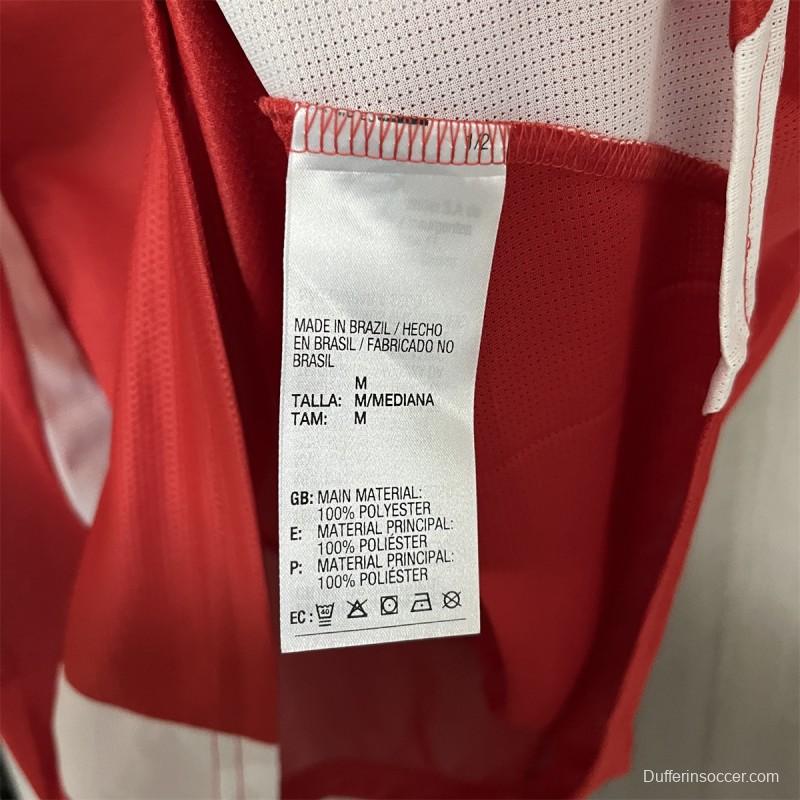 1/2
MADE IN BRAZIL / HECHO
EN BRASIL / FABRICADO NO
BRASIL
M
TALLA: M/MEDIANA
TAM: M
GB: MAIN MATERIAL:
100% POLYESTER
E: MATERIAL PRINCIPAL:
100% POLIÉSTER
P: MATERIAL PRINCIPAL:
100% POLIÉSTER
EC: 40
Dufferinsoccer.com